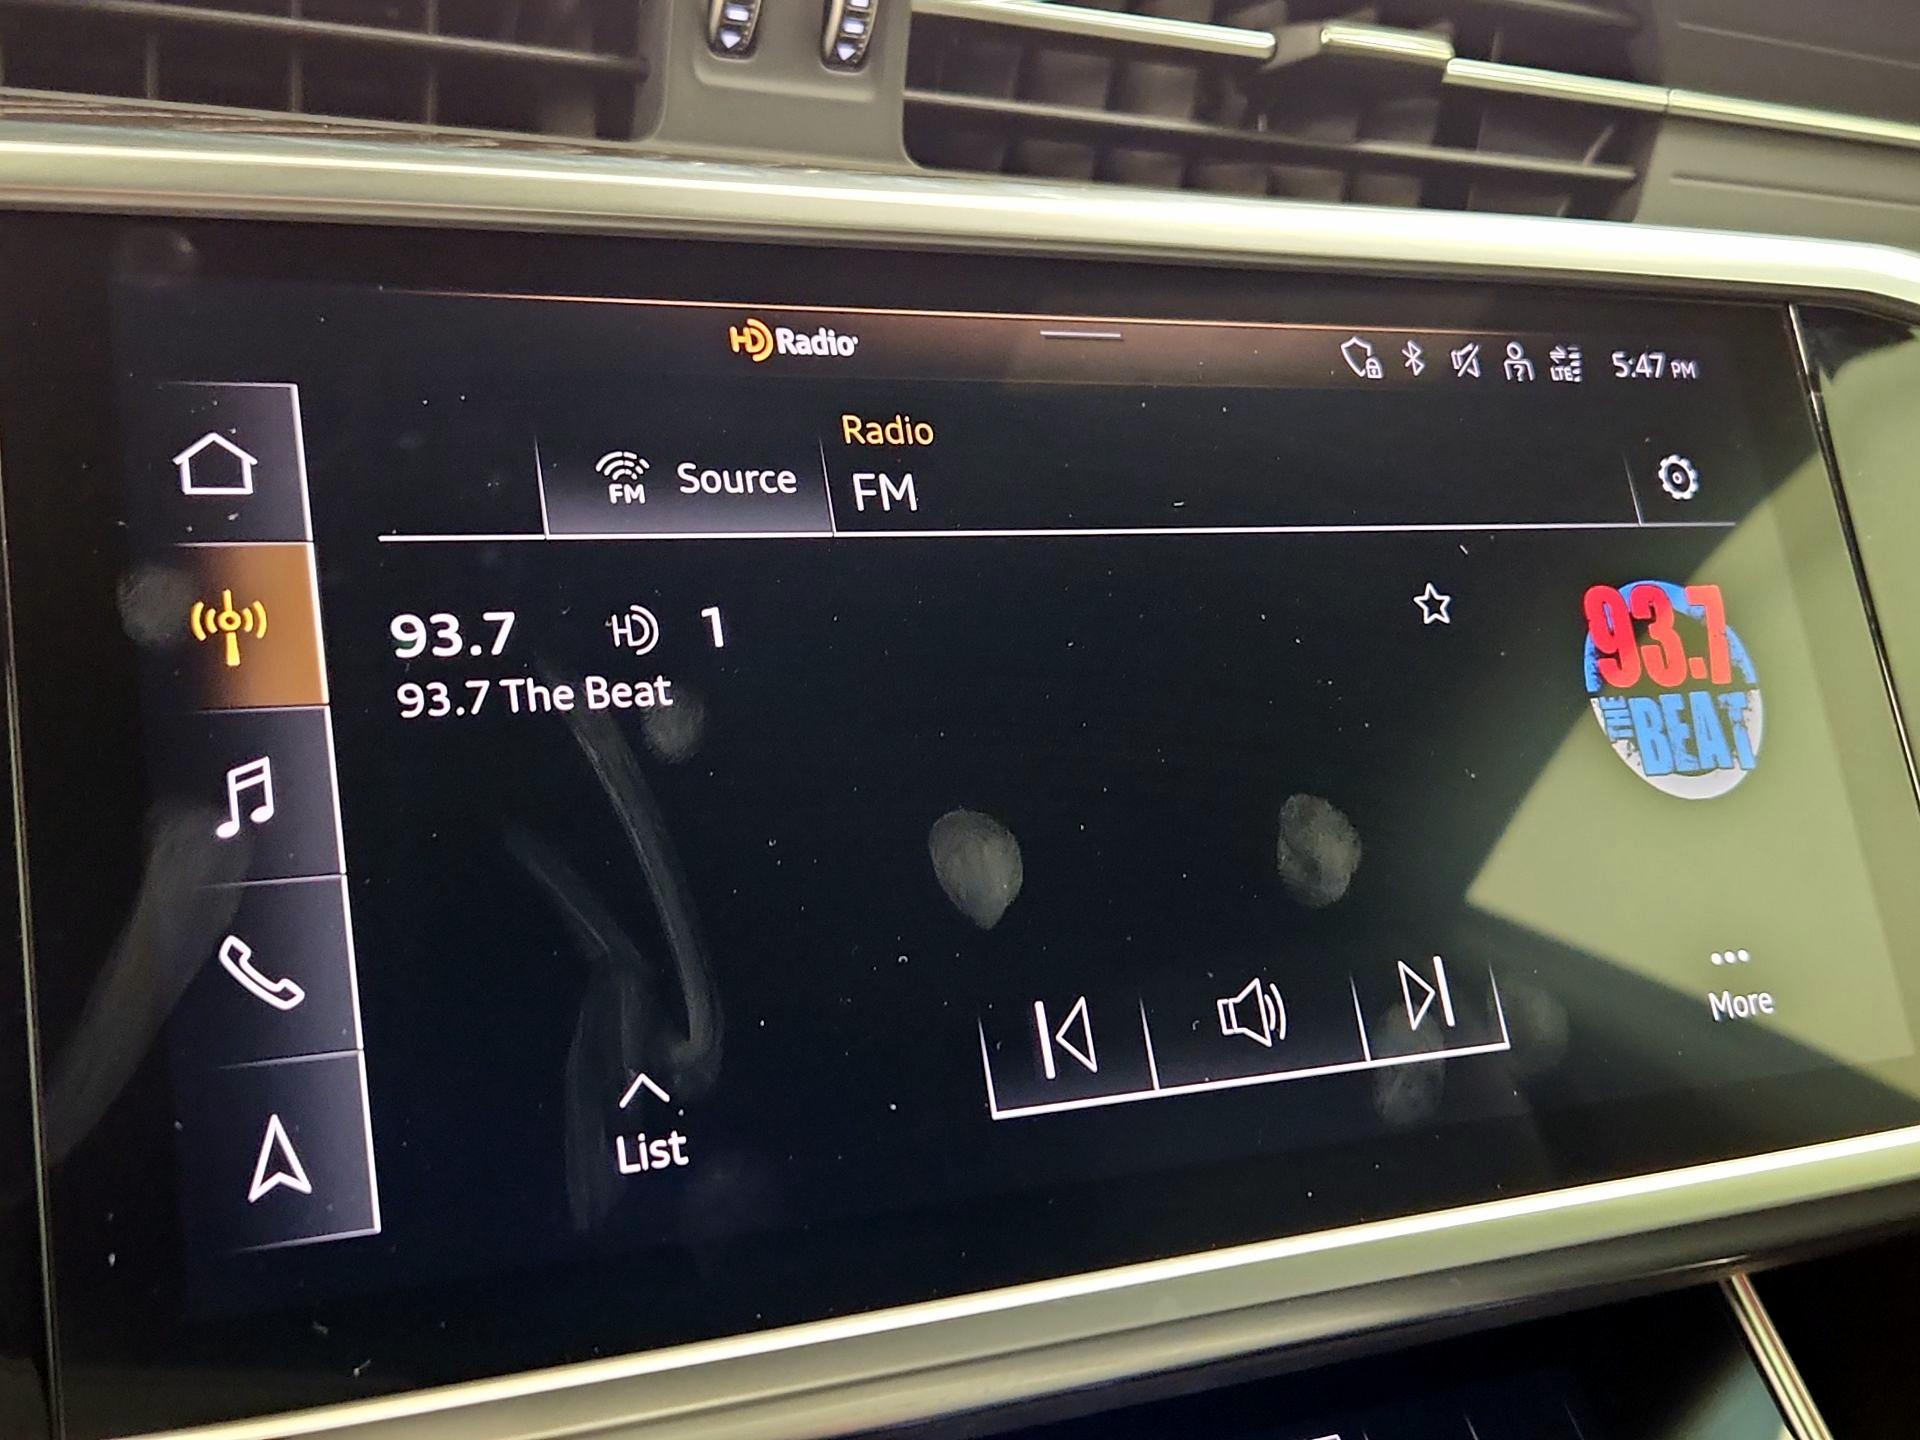 HD Radio
LTE
5:47 PM
FM
Source
Radio
FM
93.7 HD 1
93.7 The Beat
93.7
THE
BEAT
More
List